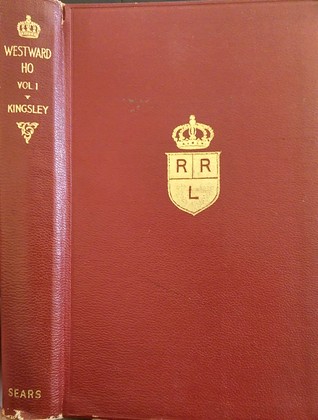 WESTWARD
HO
VOL I
KINGSLEY
SEARS
R R
L